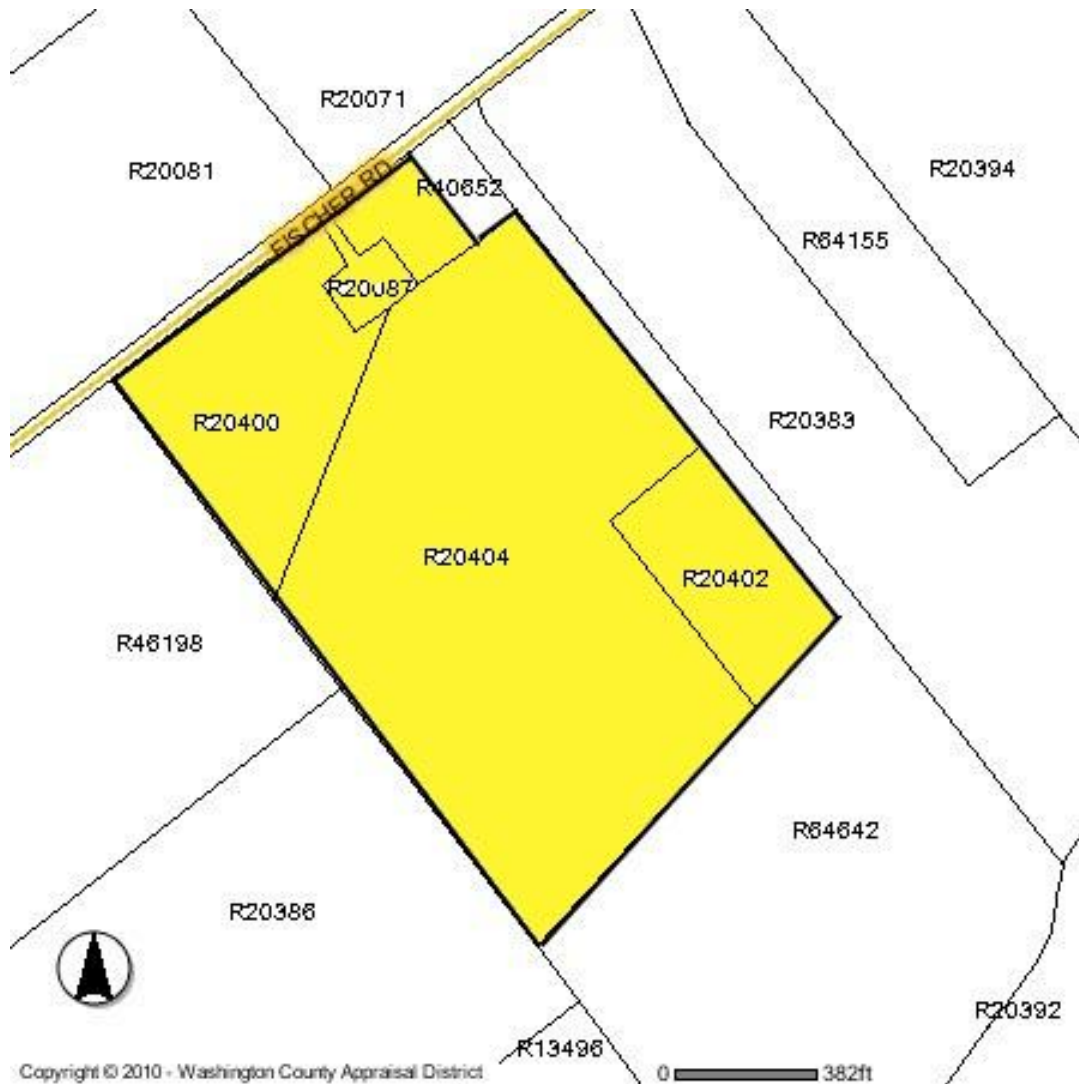 R20071
R20081
R20394
R40652
FISCHER RD
R64155
R20087
R20400
R20383
R20404
R20402
R46198
R64642
R20386
R20392
R13496
Copyright © 2010 - Washington County Appraisal District
0 382ft